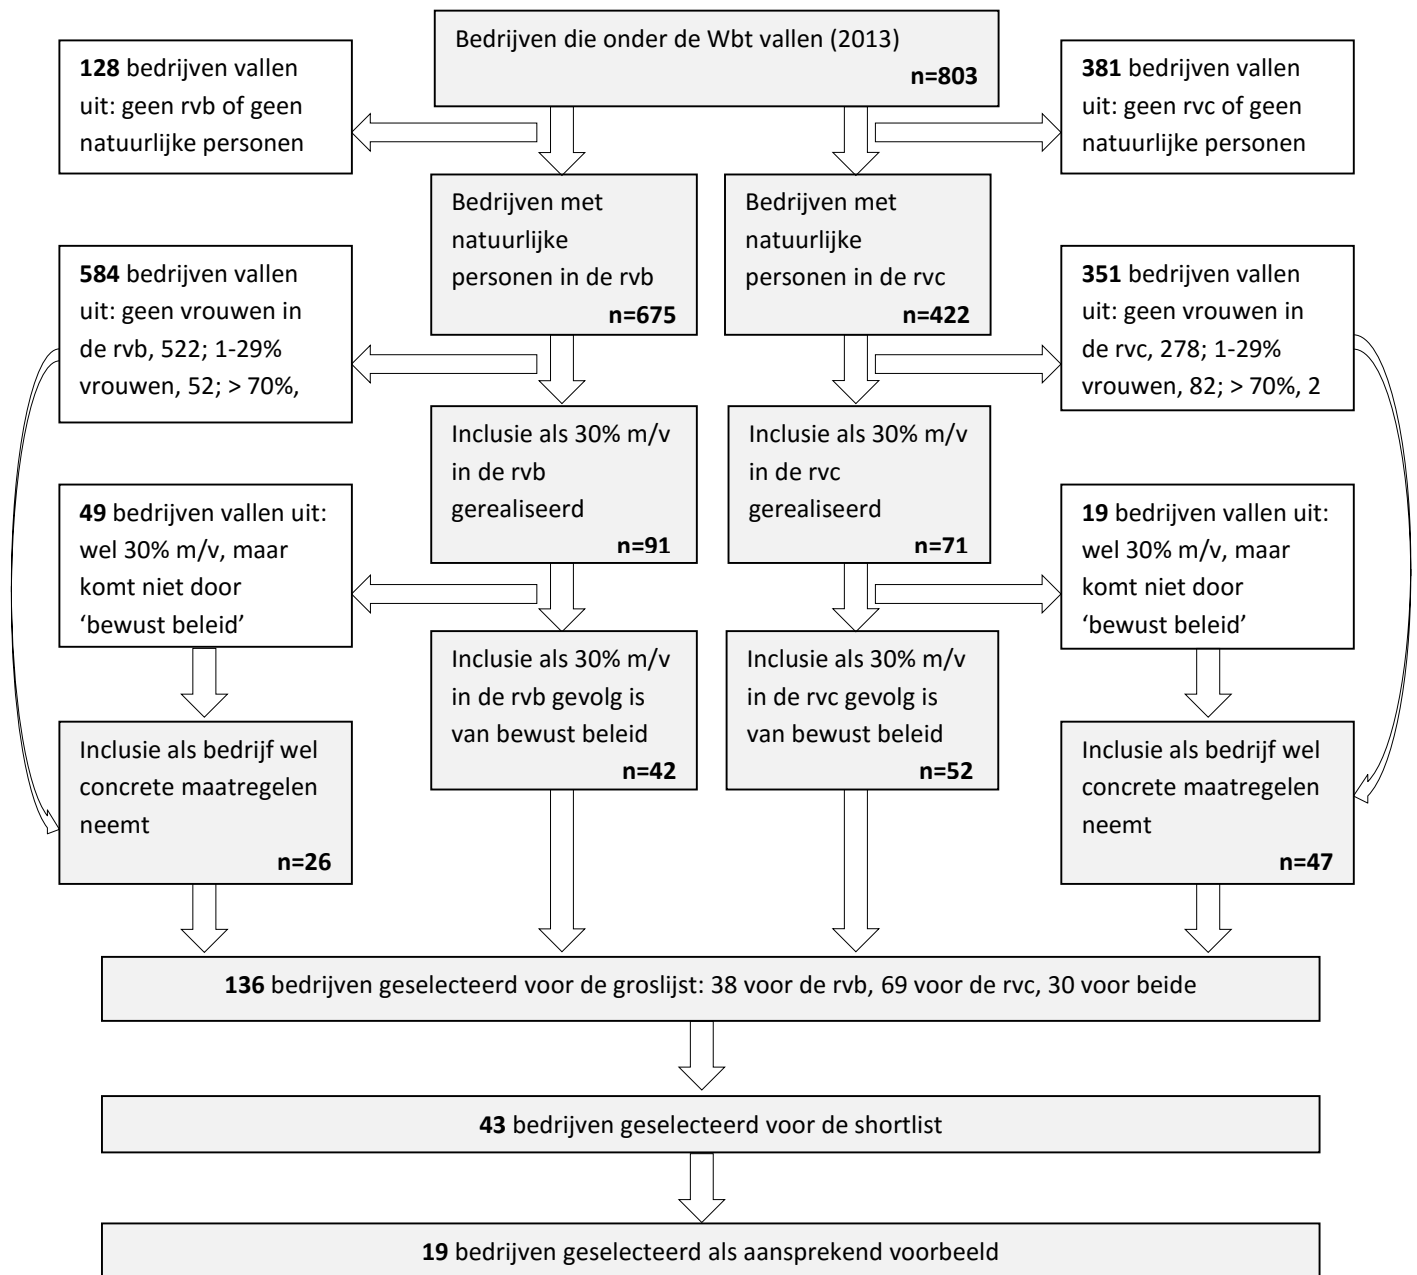 Bedrijven die onder de Wbt vallen (2013)
n=803
128 bedrijven vallen
uit: geen rvb of geen
natuurlijke personen
381 bedrijven vallen
uit: geen rvc of geen
natuurlijke personen
Bedrijven met
natuurlijke
personen in de rvb
n=675
Bedrijven met
natuurlijke
personen in de rvc
n=422
584 bedrijven vallen
uit: geen vrouwen in
de rvb, 522; 1-29%
vrouwen, 52; > 70%,
351 bedrijven vallen
uit: geen vrouwen in
de rvc, 278; 1-29%
vrouwen, 82; > 70%, 2
Inclusie als 30% m/v
in de rvb
gerealiseerd
n=91
Inclusie als 30% m/v
in de rvc
gerealiseerd
n=71
49 bedrijven vallen uit:
wel 30% m/v, maar
komt niet door
‘bewust beleid’
19 bedrijven vallen uit:
wel 30% m/v, maar
komt niet door
‘bewust beleid’
Inclusie als 30% m/v
in de rvb gevolg is
van bewust beleid
n=42
Inclusie als 30% m/v
in de rvc gevolg is
van bewust beleid
n=52
Inclusie als bedrijf wel
concrete maatregelen
neemt
n=26
Inclusie als bedrijf wel
concrete maatregelen
neemt
n=47
136 bedrijven geselecteerd voor de groslijst: 38 voor de rvb, 69 voor de rvc, 30 voor beide
43 bedrijven geselecteerd voor de shortlist
19 bedrijven geselecteerd als aansprekend voorbeeld